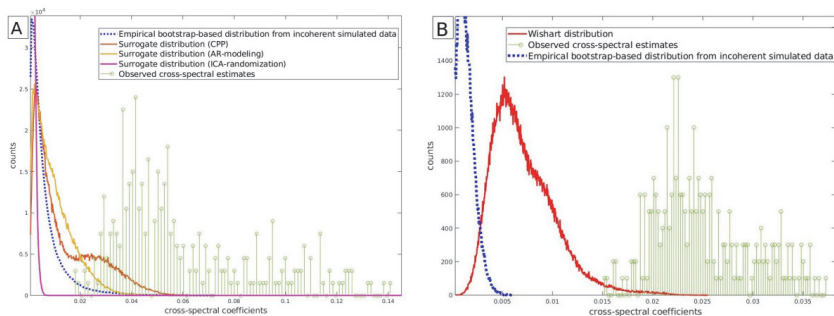 A
×10⁴
Empirical bootstrap-based distribution from incoherent simulated data
Surrogate distribution (CPP)
Surrogate distribution (AR-modeling)
Surrogate distribution (ICA-randomization)
Observed cross-spectral estimates
3
2.5
2
1.5
1
0.5
0
counts
0.02 0.04 0.06 0.08 0.1 0.12 0.14
cross-spectral coefficients
B
Wishart distribution
Observed cross-spectral estimates
Empirical bootstrap-based distribution from incoherent simulated data
1400
1200
1000
800
600
400
200
0
counts
0.005 0.01 0.015 0.02 0.025 0.03 0.035
cross-spectral coefficients